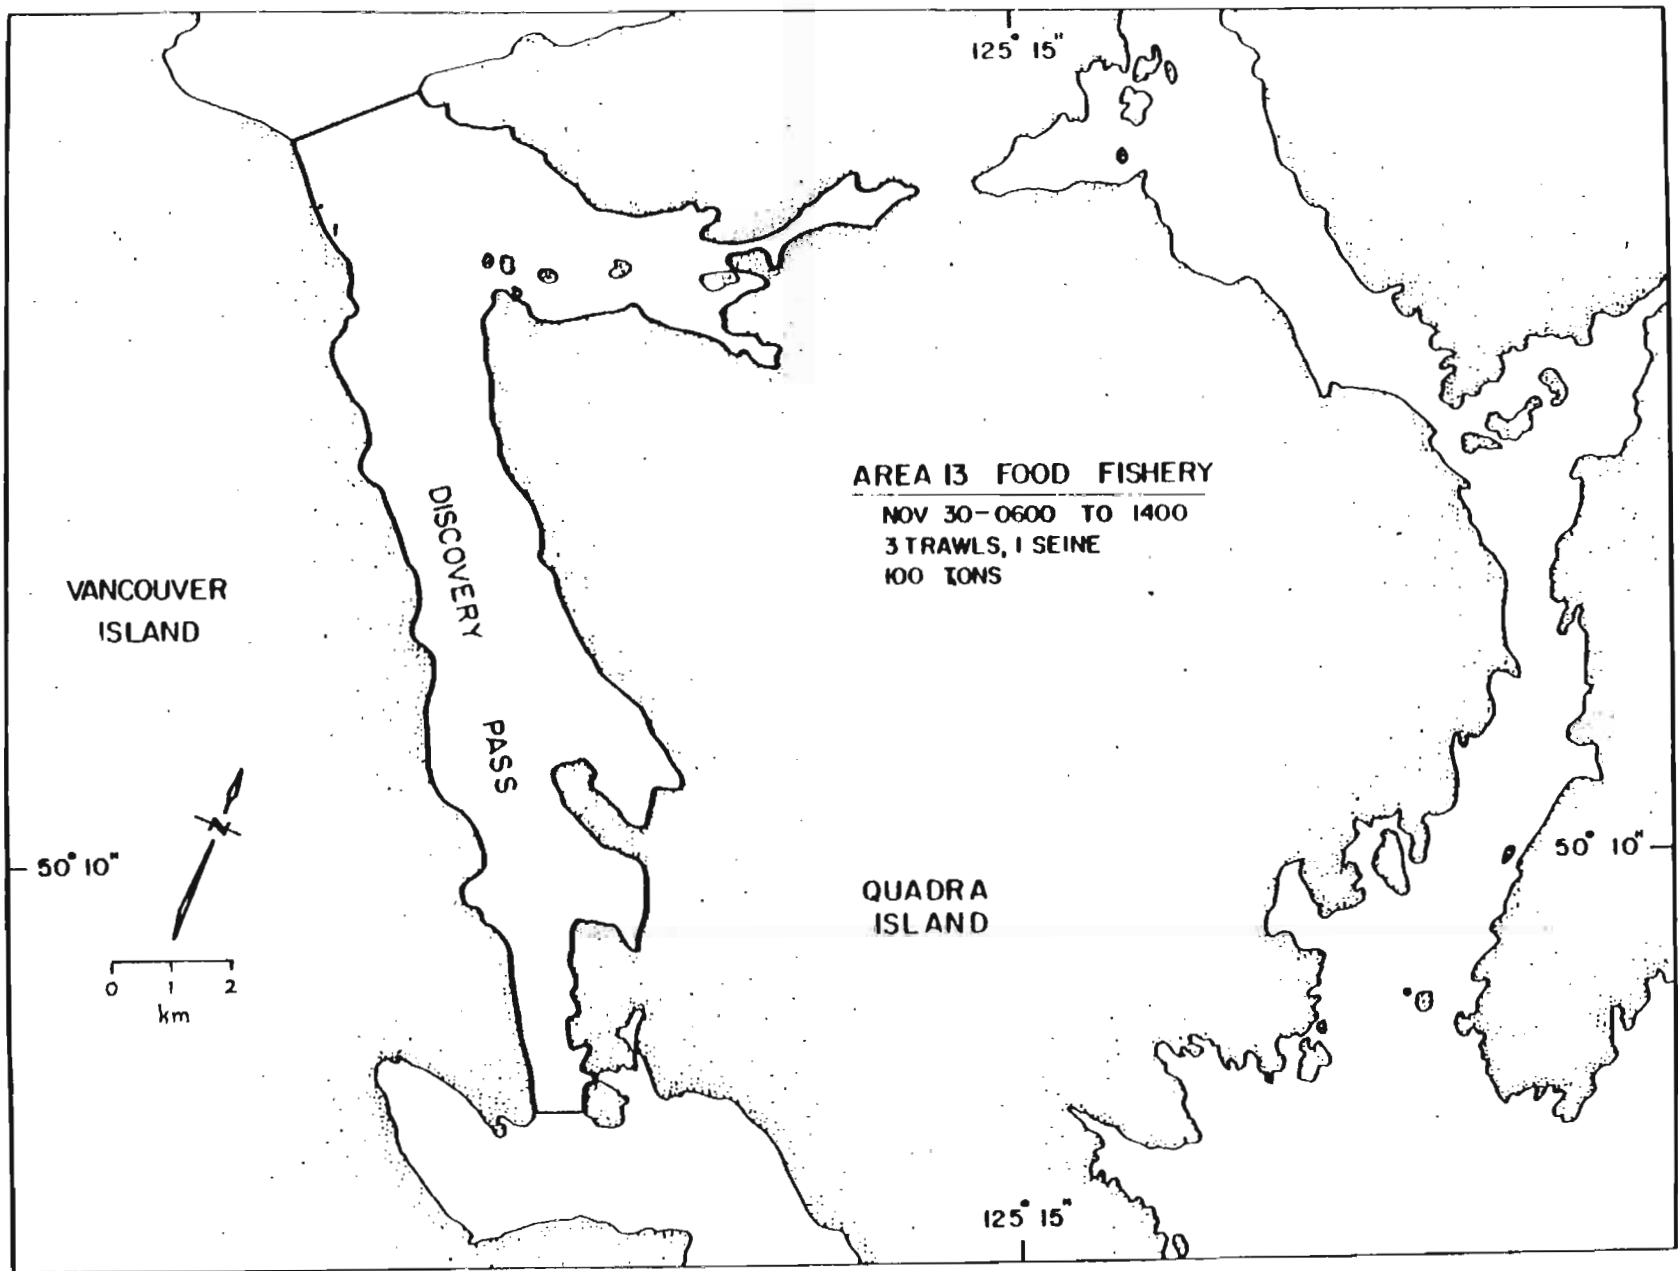 125° 15"
AREA 13 FOOD FISHERY
NOV 30-0600 TO 1400
3 TRAWLS, 1 SEINE
100 TONS
DISCOVERY
PASS
VANCOUVER
ISLAND
N
50° 10"
50° 10"
QUADRA
ISLAND
0 1 2
km
125° 15"